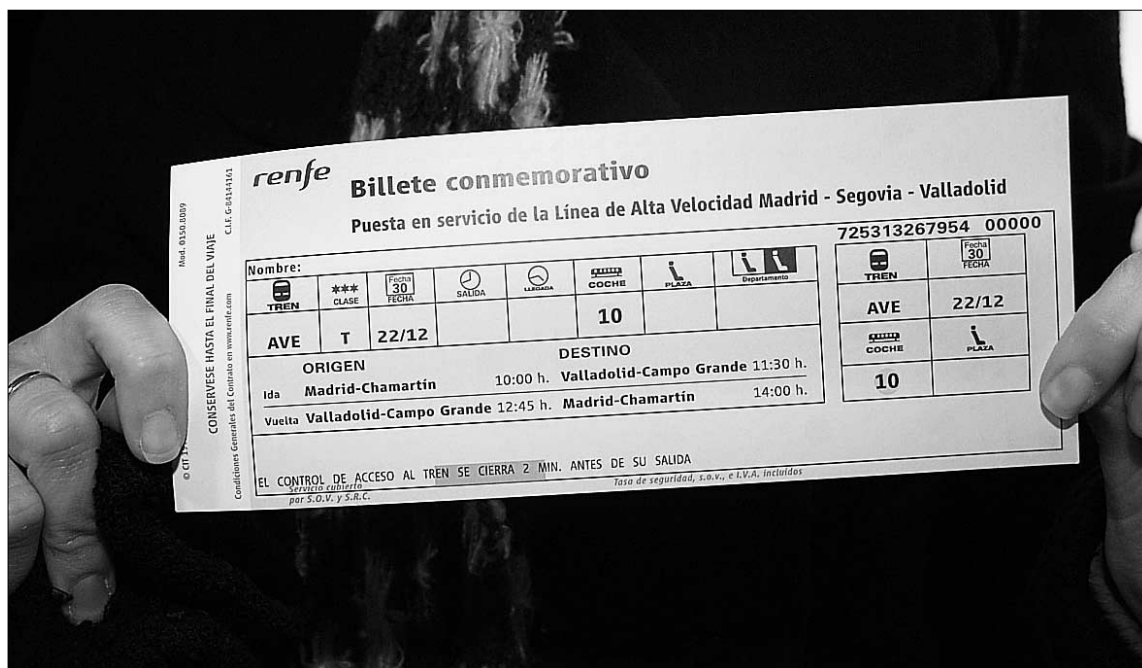 renfe
Billete conmemorativo
Puesta en servicio de la Línea de Alta Velocidad Madrid - Segovia - Valladolid
725313267954 00000
Nombre:
TREN
*** CLASE
Fecha 30 FECHA
SALIDA
LLEGADA
COCHE
PLAZA
Departamento
AVE T 22/12 10
ORIGEN DESTINO
Ida Madrid-Chamartín 10:00 h. Valladolid-Campo Grande 11:30 h.
Vuelta Valladolid-Campo Grande 12:45 h. Madrid-Chamartín 14:00 h.
TREN
Fecha 30 FECHA
AVE 22/12
COCHE PLAZA
10
EL CONTROL DE ACCESO AL TREN SE CIERRA 2 MIN. ANTES DE SU SALIDA
Servicio cubierto
por S.O.V. y S.R.C.
Tasa de seguridad, s.o.v., e I.V.A. incluidos
Mod. 0150.8089
© CIT
CONSERVESE HASTA EL FINAL DEL VIAJE
Condiciones Generales del Contrato en www.renfe.com
C.I.F. G-84144161